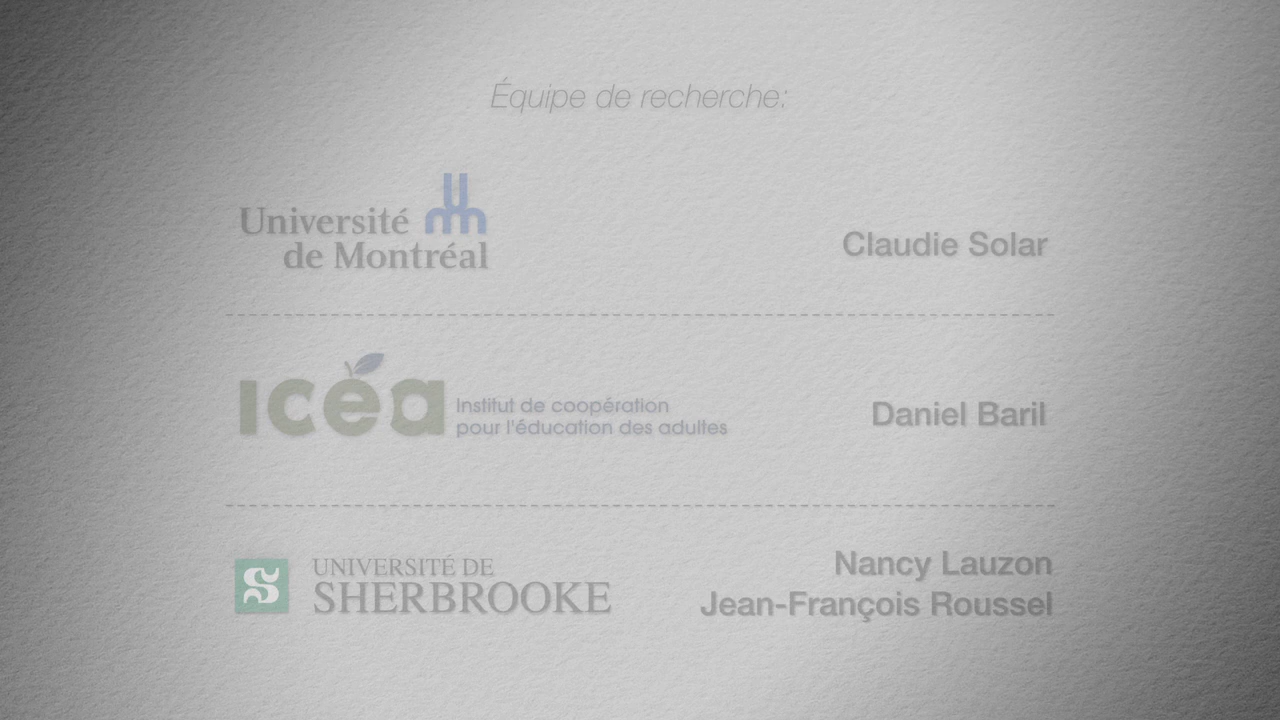 Équipe de recherche:
Université
de Montréal
Claudie Solar
icéa
Institut de coopération
pour l'éducation des adultes
Daniel Baril
UNIVERSITÉ DE
SHERBROOKE
Nancy Lauzon
Jean-François Roussel